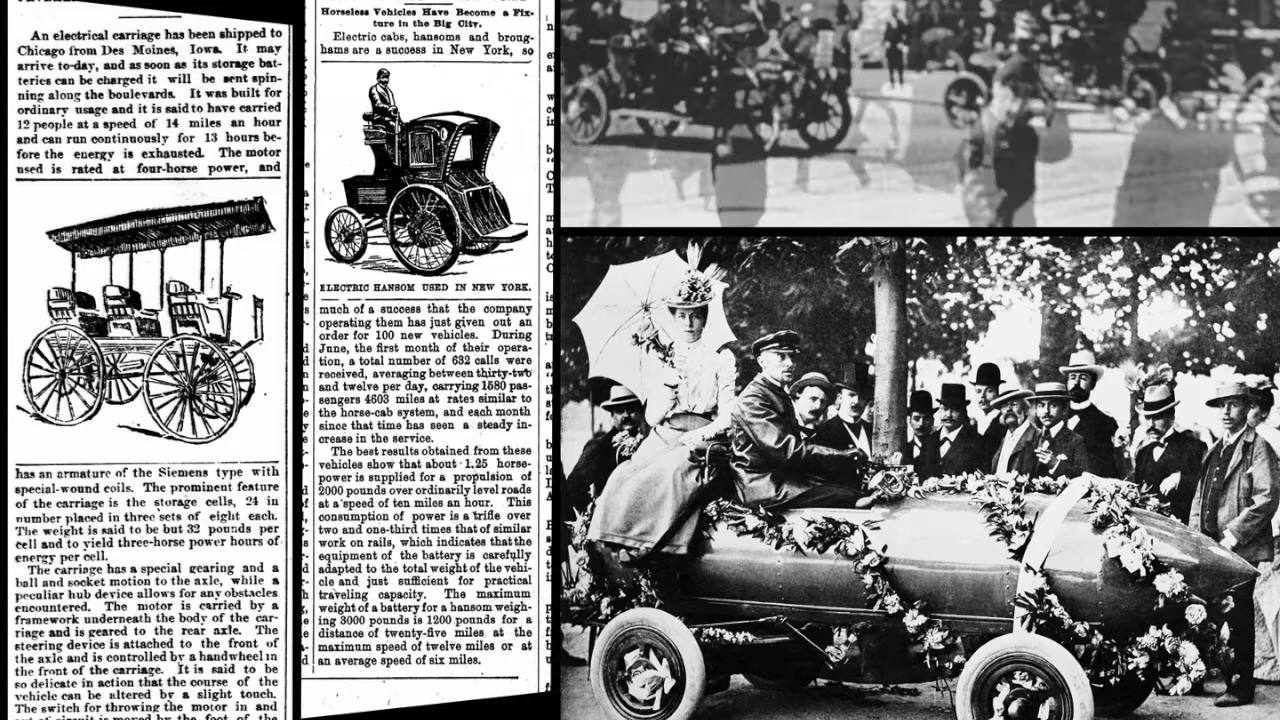 An electrical carriage has been shipped to
Chicago from Des Moines, Iowa. It may
arrive to-day, and as soon as its storage bat-
teries can be charged it will be sent spin-
ning along the boulevards. It was built for
ordinary usage and it is said to have carried
12 people at a speed of 14 miles an hour
and can run continuously for 13 hours be-
fore the energy is exhausted. The motor
used is rated at four-horse power, and
has an armature of the Siemens type with
special-wound coils. The prominent feature
of the carriage is the storage cells, 24 in
number placed in three sets of eight each.
The weight is said to be but 32 pounds per
cell and to yield three-horse power hours of
energy per cell.
The carriage has a special gearing and a
ball and socket motion to the axle, while a
peculiar hub device allows for any obstacles
encountered. The motor is carried by a
framework underneath the body of the car-
riage and is geared to the rear axle. The
steering device is attached to the front of
the axle and is controlled by a handwheel in
the front of the carriage. It is said to be
so delicate in action that the course of the
vehicle can be altered by a slight touch.
The switch for throwing the motor in and
out of circuit is moved by the foot of the
Horseless Vehicles Have Become a Fix-
ture in the Big City.
Electric cabs, hansoms and broug-
hams are a success in New York, so
ELECTRIC HANSOM USED IN NEW YORK.
much of a success that the company
operating them has just given out an
order for 100 new vehicles. During
June, the first month of their opera-
tion, a total number of 632 calls were
received, averaging between thirty-two
and twelve per day, carrying 1580 pas-
sengers 4603 miles at rates similar to
the horse-cab system, and each month
since that time has seen a steady in-
crease in the service.
The best results obtained from these
vehicles show that about 1.25 horse-
power is supplied for a propulsion of
2000 pounds over ordinarily level roads
at a speed of ten miles an hour. This
consumption of power is a trifle over
two and one-third times that of similar
work on rails, which indicates that the
equipment of the battery is carefully
adapted to the total weight of the vehi-
cle and just sufficient for practical
traveling capacity. The maximum
weight of a battery for a hansom weigh-
ing 3000 pounds is 1200 pounds for a
distance of twenty-five miles at the
maximum speed of twelve miles or at
an average speed of six miles.